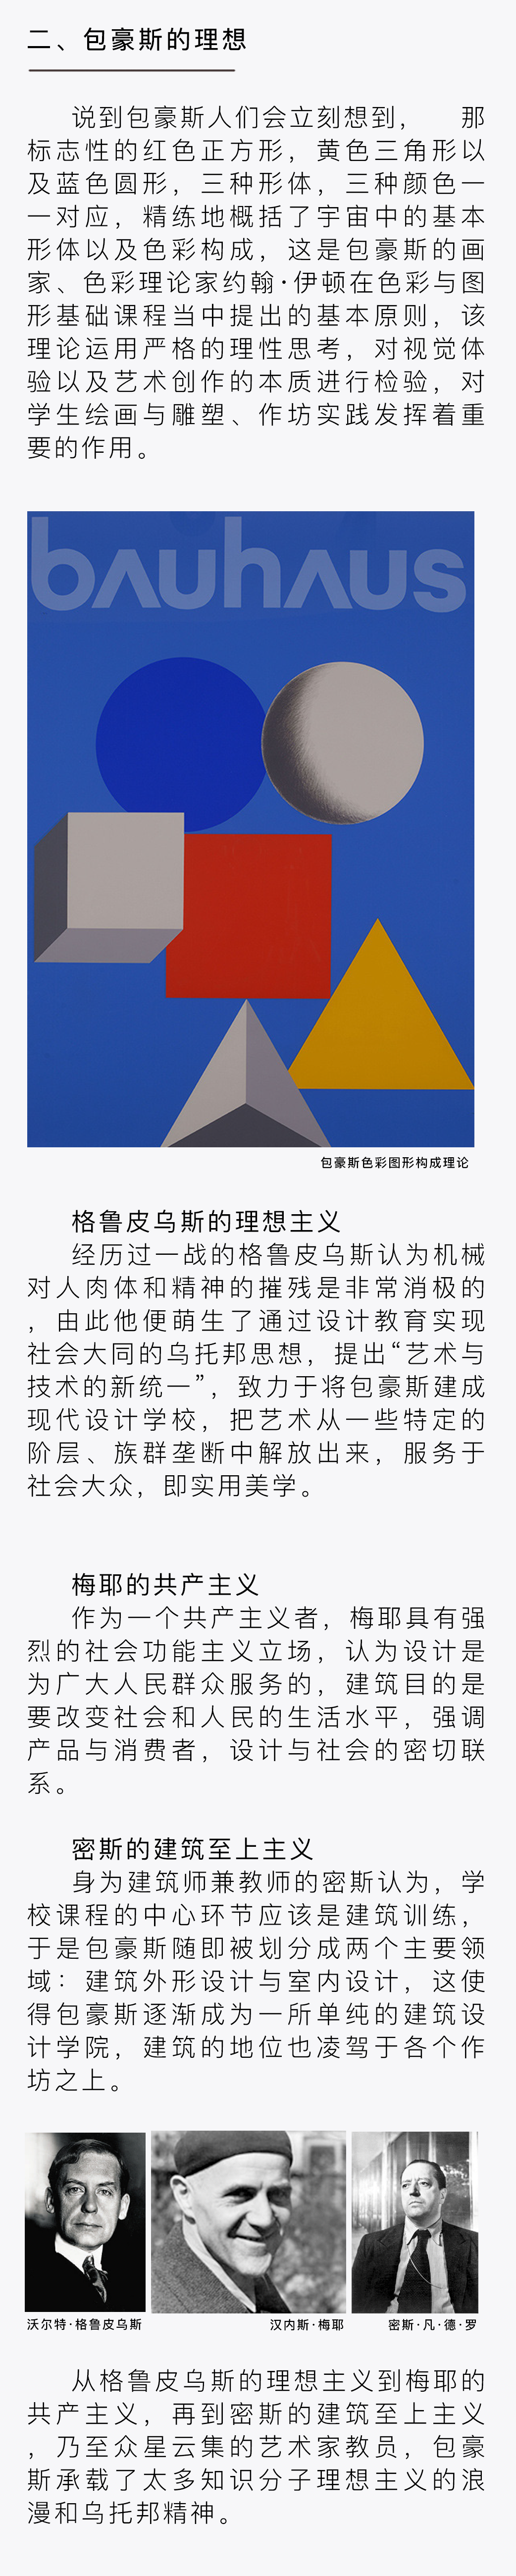 二、包豪斯的理想
说到包豪斯人们会立刻想到，　那
标志性的红色正方形，黄色三角形以
及蓝色圆形，三种形体，三种颜色一
一对应，精练地概括了宇宙中的基本
形体以及色彩构成，这是包豪斯的画
家、色彩理论家约翰·伊顿在色彩与图
形基础课程当中提出的基本原则，该
理论运用严格的理性思考，对视觉体
验以及艺术创作的本质进行检验，对
学生绘画与雕塑、作坊实践发挥着重
要的作用。
bauhaus
包豪斯色彩图形构成理论
格鲁皮乌斯的理想主义
经历过一战的格鲁皮乌斯认为机械
对人肉体和精神的摧残是非常消极的
，由此他便萌生了通过设计教育实现
社会大同的乌托邦思想，提出“艺术与
技术的新统一”，致力于将包豪斯建成
现代设计学校，把艺术从一些特定的
阶层、族群垄断中解放出来，服务于
社会大众，即实用美学。
梅耶的共产主义
作为一个共产主义者，梅耶具有强
烈的社会功能主义立场，认为设计是
为广大人民群众服务的，建筑目的是
要改变社会和人民的生活水平，强调
产品与消费者，设计与社会的密切联
系。
密斯的建筑至上主义
身为建筑师兼教师的密斯认为，学
校课程的中心环节应该是建筑训练，
于是包豪斯随即被划分成两个主要领
域：建筑外形设计与室内设计，这使
得包豪斯逐渐成为一所单纯的建筑设
计学院，建筑的地位也凌驾于各个作
坊之上。
沃尔特·格鲁皮乌斯
汉内斯·梅耶
密斯·凡·德·罗
从格鲁皮乌斯的理想主义到梅耶的
共产主义，再到密斯的建筑至上主义
，乃至众星云集的艺术家教员，包豪
斯承载了太多知识分子理想主义的浪
漫和乌托邦精神。